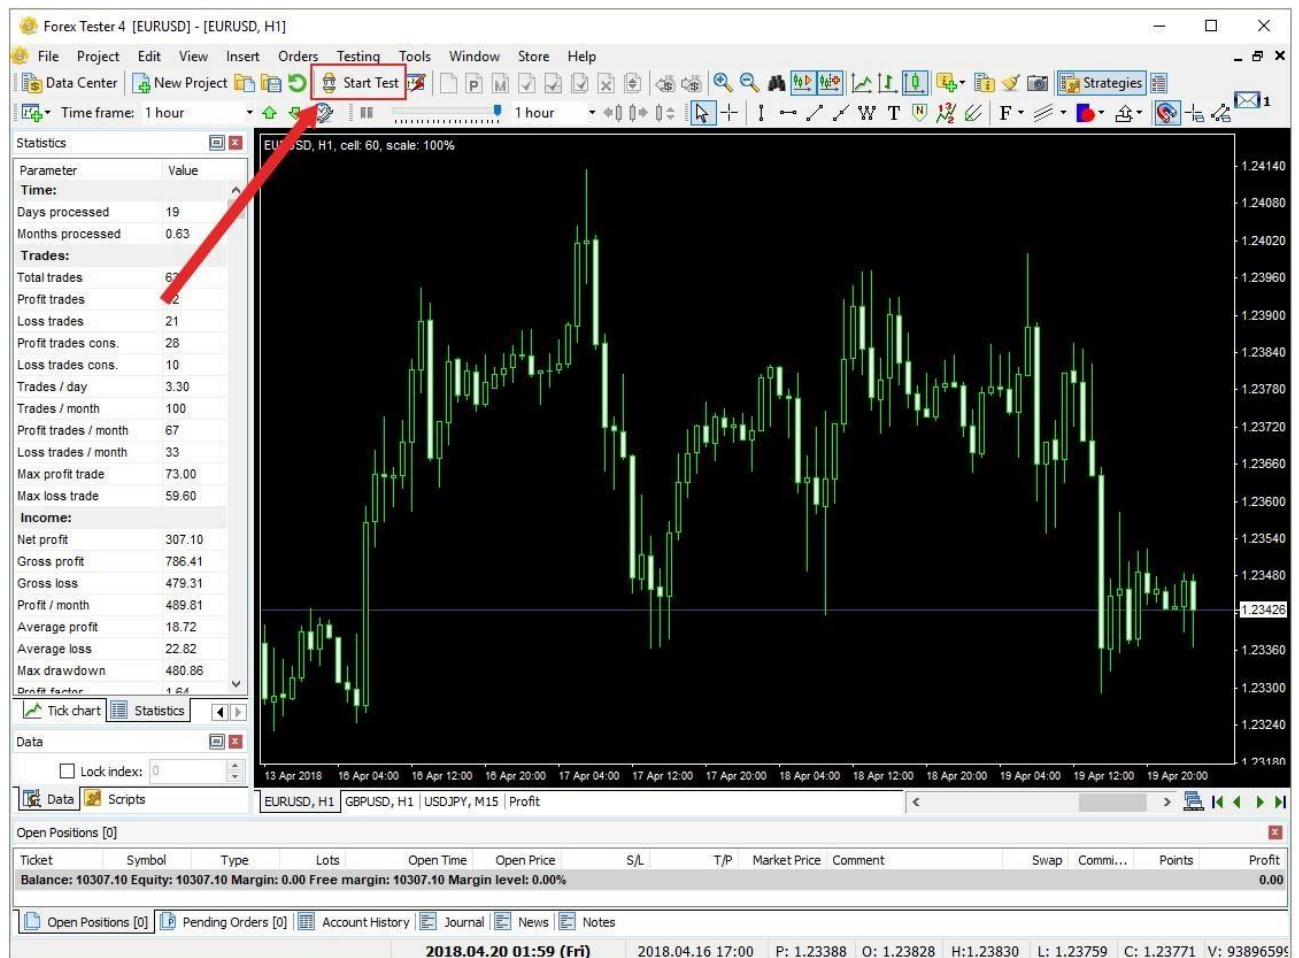 Forex Tester 4 [EURUSD] - [EURUSD, H1]
File Project Edit View Insert Orders Testing Tools Window Store Help
Data Center New Project Start Test Strategies
Time frame: 1 hour 1 hour 1
Statistics
EURUSD, H1, cell: 60, scale: 100%
Parameter Value
Time:
Days processed 19
Months processed 0.63
Trades:
Total trades
Profit trades
Loss trades 21
Profit trades cons. 28
Loss trades cons. 10
Trades / day 3.30
Trades / month 100
Profit trades / month 67
Loss trades / month 33
Max profit trade 73.00
Max loss trade 59.60
Income:
Net profit 307.10
Gross profit 786.41
Gross loss 479.31
Profit / month 489.81
Average profit 18.72
Average loss 22.82
Max drawdown 480.86
Profit factor 1.64
Tick chart Statistics
1.24140
1.24080
1.24020
1.23960
1.23900
1.23840
1.23780
1.23720
1.23660
1.23600
1.23540
1.23480
1.23426
1.23360
1.23300
1.23240
1.23180
13 Apr 2018 16 Apr 04:00 16 Apr 12:00 16 Apr 20:00 17 Apr 04:00 17 Apr 12:00 17 Apr 20:00 18 Apr 04:00 18 Apr 12:00 18 Apr 20:00 19 Apr 04:00 19 Apr 12:00 19 Apr 20:00
Data
Lock index: 0
Data Scripts
EURUSD, H1 GBPUSD, H1 USDJPY, M15 Profit
Open Positions [0]
Ticket Symbol Type Lots Open Time Open Price S/L T/P Market Price Comment Swap Commi... Points Profit
Balance: 10307.10 Equity: 10307.10 Margin: 0.00 Free margin: 10307.10 Margin level: 0.00% 0.00
Open Positions [0] Pending Orders [0] Account History Journal News Notes
2018.04.20 01:59 (Fri) 2018.04.16 17:00 P: 1.23388 O: 1.23828 H:1.23830 L: 1.23759 C: 1.23771 V: 93896599